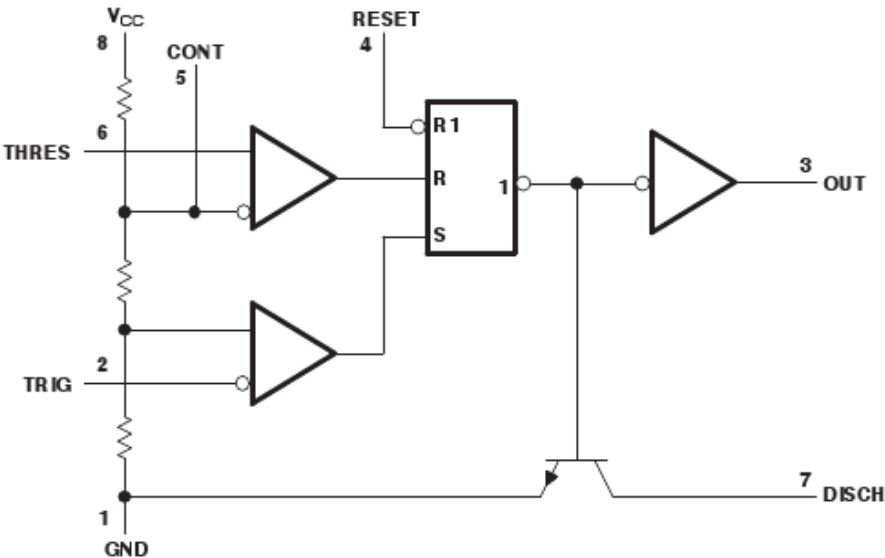 VCC
8
CONT
5
RESET
4
6
THRES
R1
R
1
S
3
OUT
2
TRIG
7
DISCH
1
GND